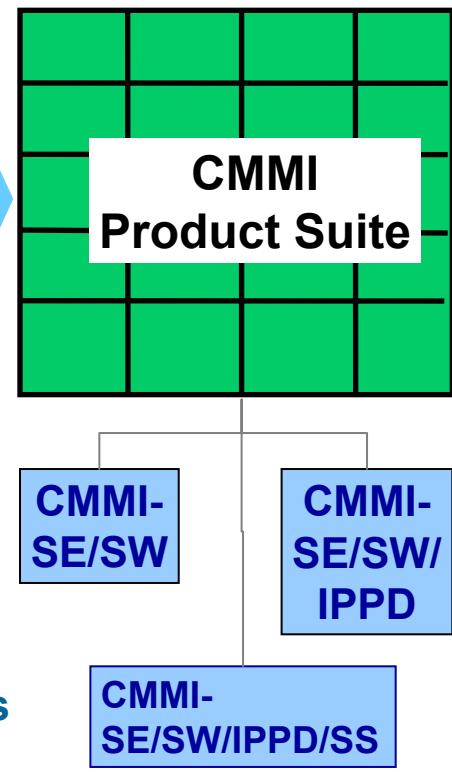 CMMI
Product Suite
CMMI-
SE/SW
CMMI-
SE/SW/
IPPD
CMMI-
SE/SW/IPPD/SS